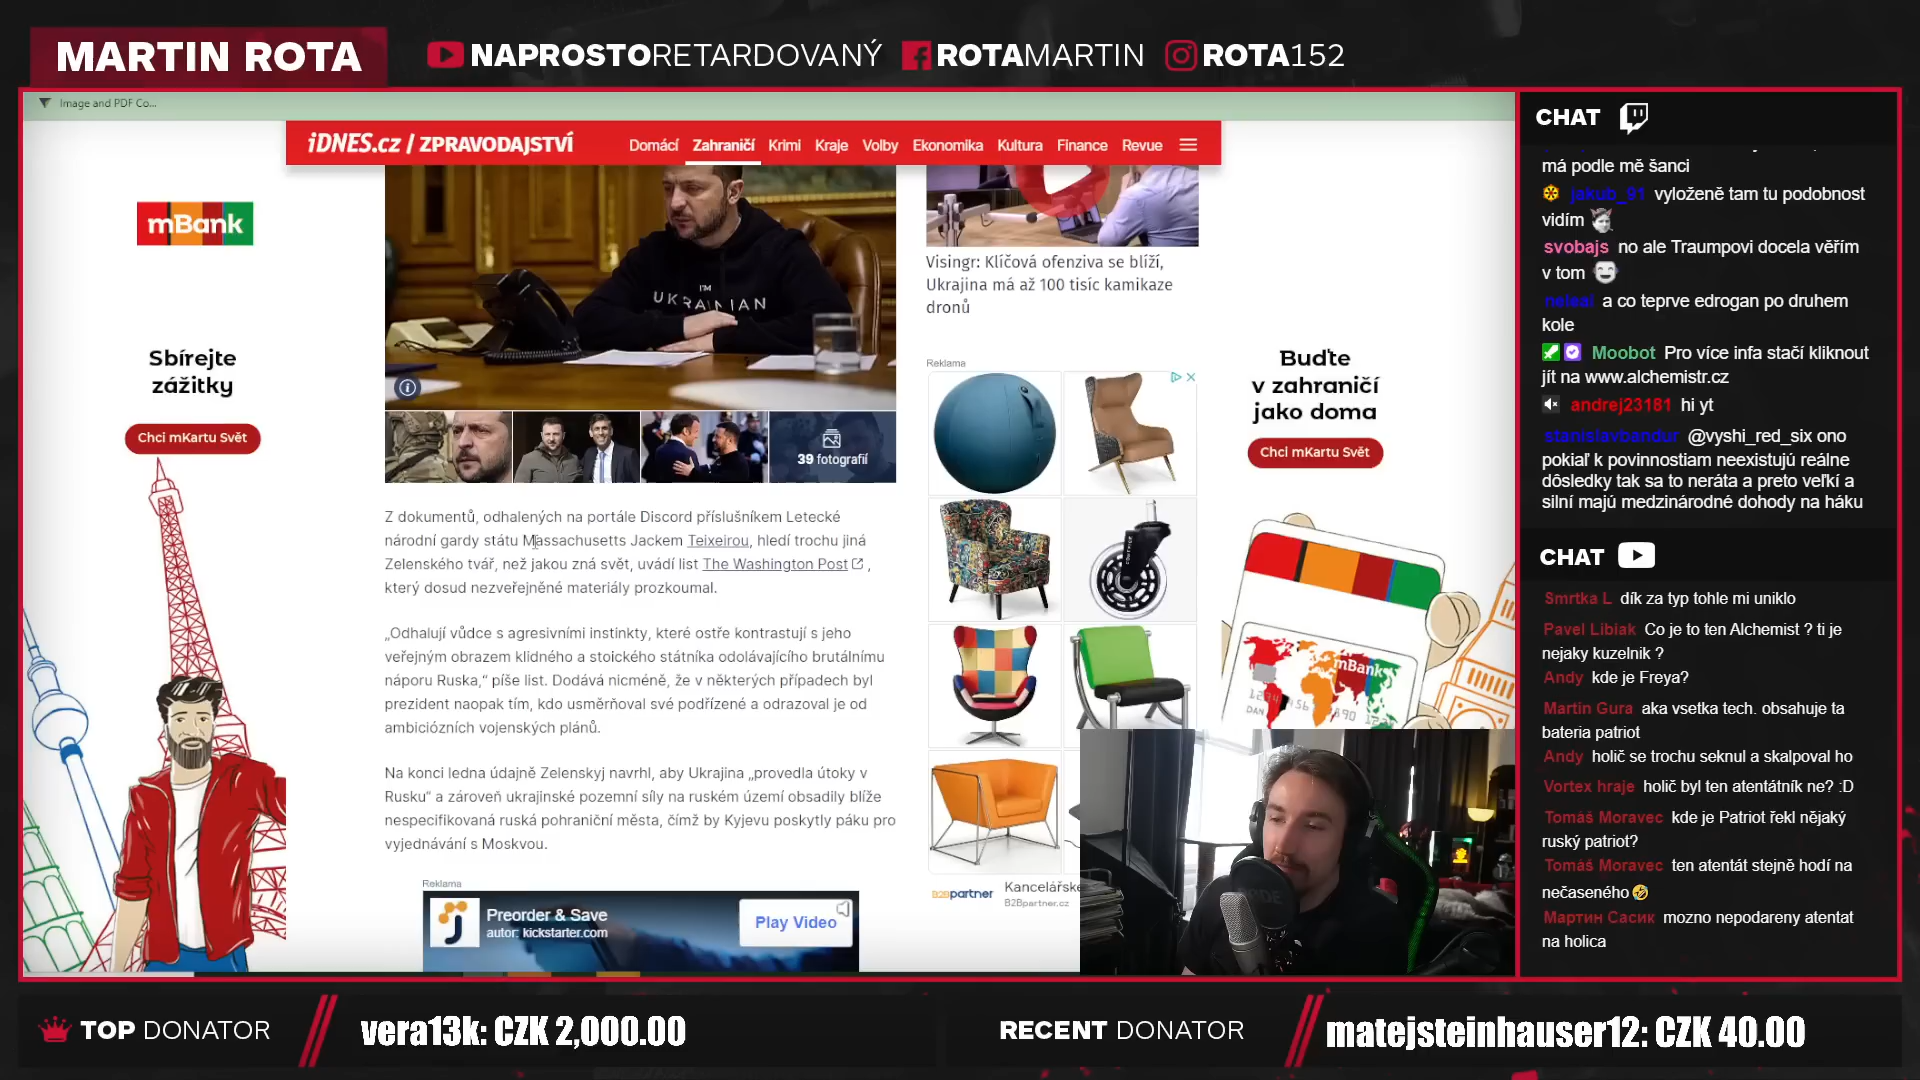 MARTIN ROTA
NAPROSTORETARDOVANÝ
ROTAMARTIN
ROTA152
Image and PDF Co...
iDNES.cz / ZPRAVODAJSTVÍ
Domácí Zahraničí Krimi Kraje Volby Ekonomika Kultura Finance Revue
mBank
Sbírejte
zážitky
Chci mKartu Svět
I'M
UKRAINIAN
39 fotografií
Z dokumentů, odhalených na portále Discord příslušníkem Letecké
národní gardy státu Massachusetts Jackem Teixeirou, hledí trochu jiná
Zelenského tvář, než jakou zná svět, uvádí list The Washington Post ,
který dosud nezveřejněné materiály prozkoumal.
„Odhalují vůdce s agresivními instinkty, které ostře kontrastují s jeho
veřejným obrazem klidného a stoického státníka odolávajícího brutálnímu
náporu Ruska,“ píše list. Dodává nicméně, že v některých případech byl
prezident naopak tím, kdo usměrňoval své podřízené a odrazoval je od
ambiciózních vojenských plánů.
Na konci ledna údajně Zelenskyj navrhl, aby Ukrajina „provedla útoky v
Rusku“ a zároveň ukrajinské pozemní síly na ruském území obsadily blíže
nespecifikovaná ruská pohraniční města, čímž by Kyjevu poskytly páku pro
vyjednávání s Moskvou.
Reklama
Preorder & Save
autor: kickstarter.com
Play Video
Visingr: Klíčová ofenziva se blíží,
Ukrajina má až 100 tisíc kamikaze
dronů
Reklama
B2Bpartner
Kancelářské
B2Bpartner.cz
Buďte
v zahraničí
jako doma
Chci mKartu Svět
mBank
CHAT
má podle mě šanci
jakub_91 vyloženě tam tu podobnost
vidím
svobajs no ale Traumpovi docela věřím
v tom
a co teprve edrogan po druhem
kole
Moobot Pro více infa stačí kliknout
jít na www.alchemistr.cz
andrej23181 hi yt
stanislavbandur @vyshi_red_six ono
pokiaľ k povinnostiam neexistujú reálne
dôsledky tak sa to neráta a preto veľkí a
silní majú medzinárodné dohody na háku
CHAT
Smrtka L dík za typ tohle mi uniklo
Pavel Libiak Co je to ten Alchemist ? ti je
nejaky kuzelnik ?
Andy kde je Freya?
Martin Gura aka vsetka tech. obsahuje ta
bateria patriot
Andy holič se trochu seknul a skalpoval ho
Vortex hraje holič byl ten atentátník ne? :D
Tomáš Moravec kde je Patriot řekl nějaký
ruský patriot?
Tomáš Moravec ten atentát stejně hodí na
nečaseného
Мартин Сасик mozno nepodareny atentat
na holica
TOP DONATOR
vera13k: CZK 2,000.00
RECENT DONATOR
matejsteinhauser12: CZK 40.00